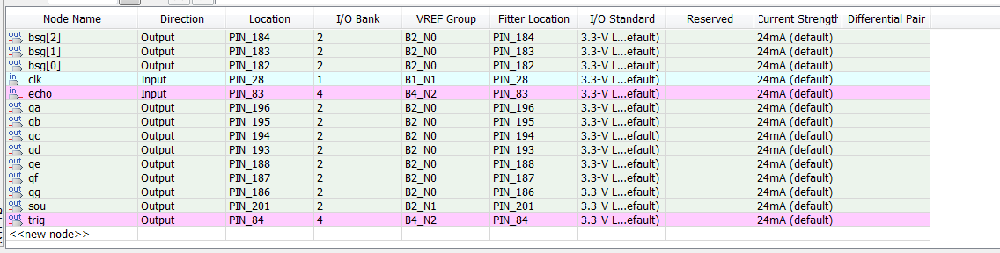 Node Name Direction Location I/O Bank VREF Group Fitter Location I/O Standard Reserved Current Strength Differential Pair
out bsg[2] Output PIN_184 2 B2_N0 PIN_184 3.3-V L...efault) 24mA (default)
out bsg[1] Output PIN_183 2 B2_N0 PIN_183 3.3-V L...efault) 24mA (default)
out bsg[0] Output PIN_182 2 B2_N0 PIN_182 3.3-V L...efault) 24mA (default)
in clk Input PIN_28 1 B1_N1 PIN_28 3.3-V L...efault) 24mA (default)
in echo Input PIN_83 4 B4_N2 PIN_83 3.3-V L...efault) 24mA (default)
out qa Output PIN_196 2 B2_N0 PIN_196 3.3-V L...efault) 24mA (default)
out qb Output PIN_195 2 B2_N0 PIN_195 3.3-V L...efault) 24mA (default)
out qc Output PIN_194 2 B2_N0 PIN_194 3.3-V L...efault) 24mA (default)
out qd Output PIN_193 2 B2_N0 PIN_193 3.3-V L...efault) 24mA (default)
out qe Output PIN_188 2 B2_N0 PIN_188 3.3-V L...efault) 24mA (default)
out qf Output PIN_187 2 B2_N0 PIN_187 3.3-V L...efault) 24mA (default)
out qg Output PIN_186 2 B2_N0 PIN_186 3.3-V L...efault) 24mA (default)
out sou Output PIN_201 2 B2_N1 PIN_201 3.3-V L...efault) 24mA (default)
out trig Output PIN_84 4 B4_N2 PIN_84 3.3-V L...efault) 24mA (default)
<<new node>>